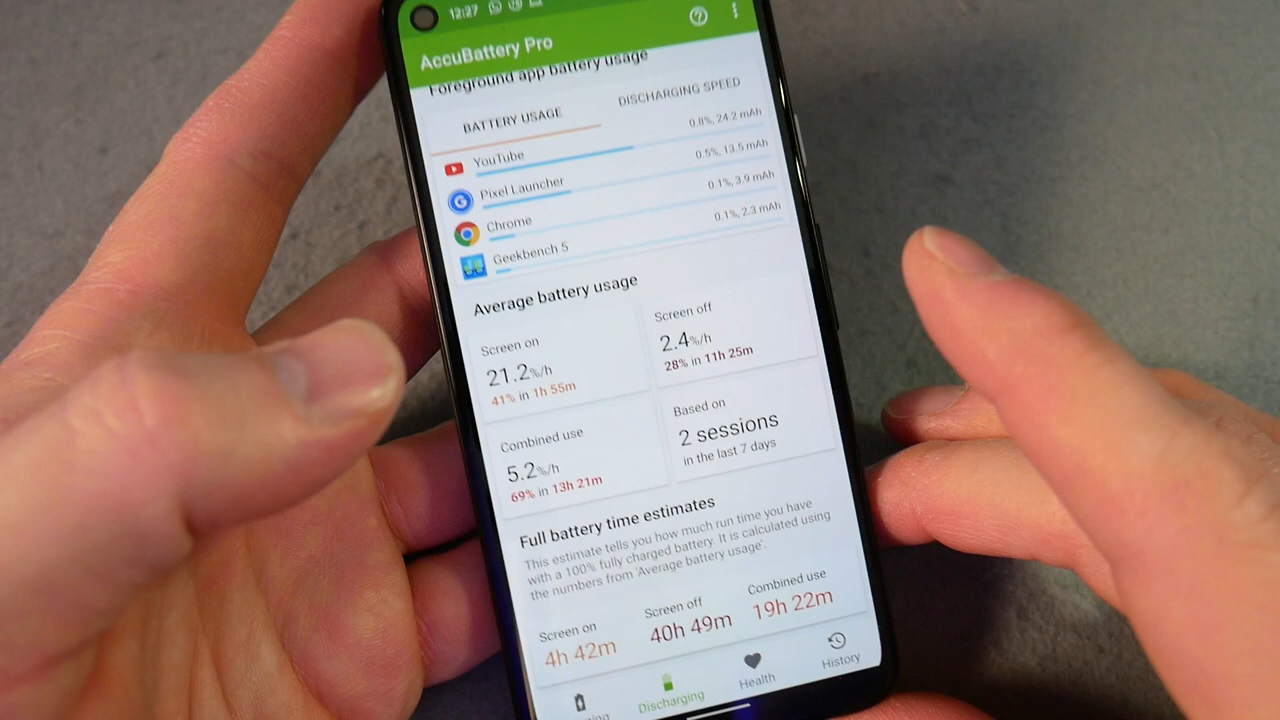 12:27
AccuBattery Pro
Foreground app battery usage
BATTERY USAGE
DISCHARGING SPEED
YouTube
0.8%, 24.2 mAh
Pixel Launcher
0.5%, 13.5 mAh
Chrome
0.1%, 3.9 mAh
Geekbench 5
0.1%, 2.3 mAh
Average battery usage
Screen on
21.2%/h
41% in 1h 55m
Screen off
2.4%/h
28% in 11h 25m
Combined use
5.2%/h
69% in 13h 21m
Based on
2 sessions
in the last 7 days
Full battery time estimates
This estimate tells you how much run time you have
with a 100% fully charged battery. It is calculated using
the numbers from 'Average battery usage'.
Screen on
4h 42m
Screen off
40h 49m
Combined use
19h 22m
Discharging
Health
History